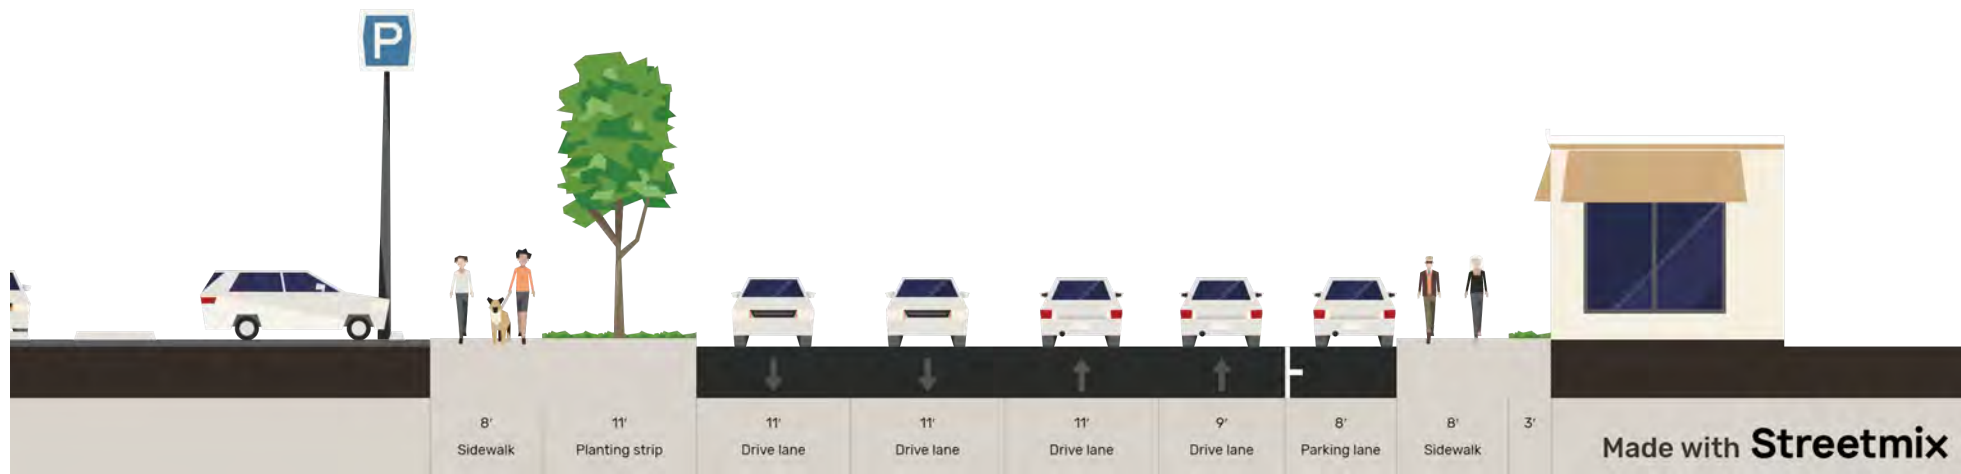 P
8'
Sidewalk
11'
Planting strip
11'
Drive lane
11'
Drive lane
11'
Drive lane
9'
Drive lane
8'
Parking lane
8'
Sidewalk
3'
Made with Streetmix